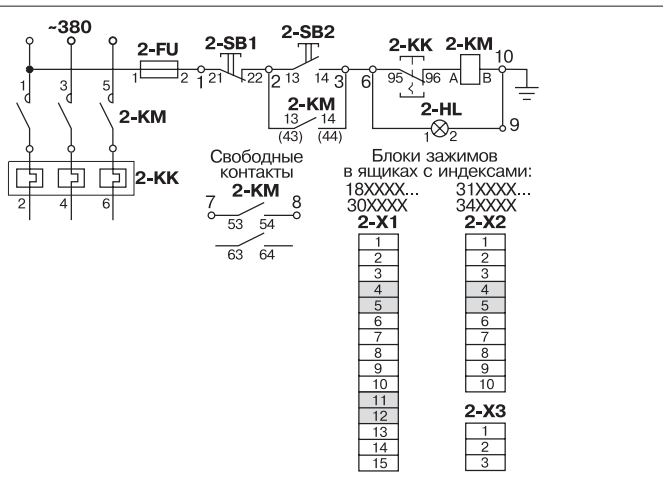 ~380
2-FU
2-SB1
2-SB2
2-KK
2-KM
10
1
3
5
1
2
1
21
22
2
13
14
3
6
95
96
A
B
2-KM
2-KM
13
14
(43)
(44)
2-HL
1
2
9
2-KK
2
4
6
Свободные
контакты
2-KM
7
8
53
54
63
64
Блоки зажимов
в ящиках с индексами:
18XXXX...
30XXXX
2-X1
1
2
3
4
5
6
7
8
9
10
11
12
13
14
15
31XXXX...
34XXXX
2-X2
1
2
3
4
5
6
7
8
9
10
2-X3
1
2
3